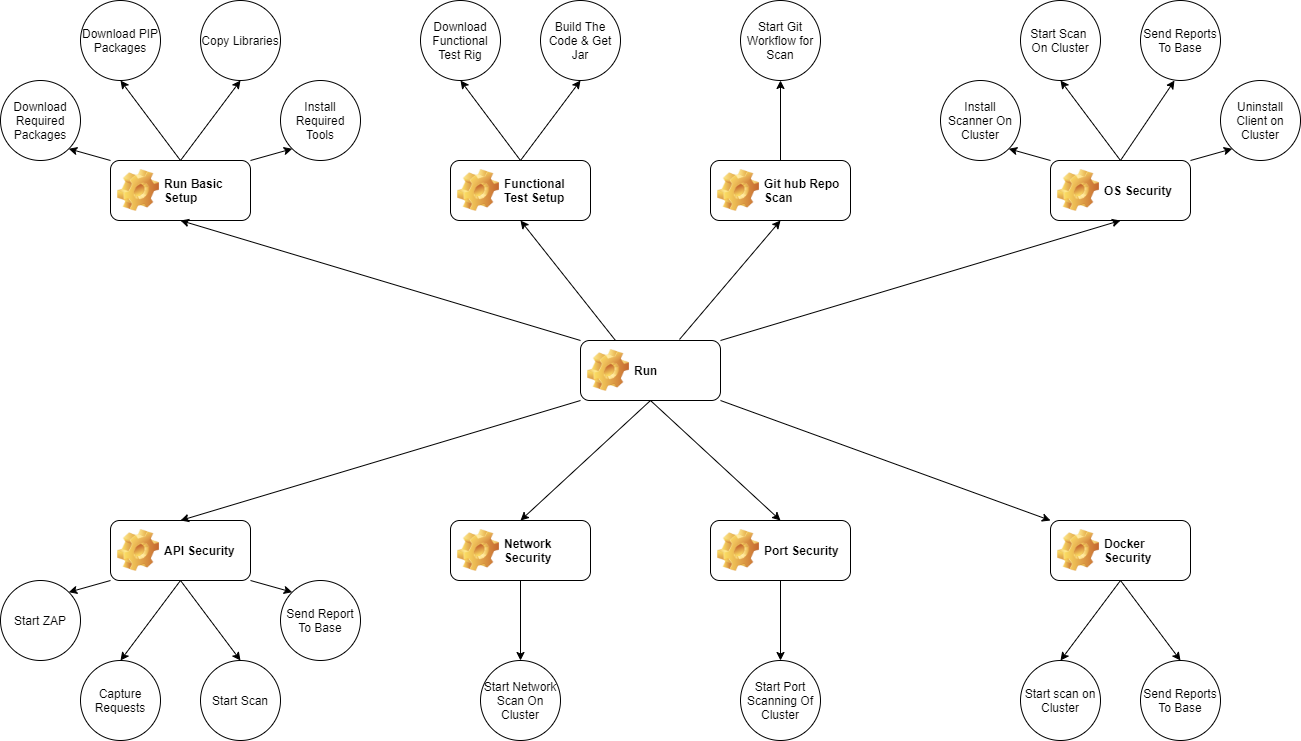 Download PIP
Packages
Copy Libraries
Download
Required
Packages
Install
Required
Tools
Run Basic
Setup
Download
Functional
Test Rig
Build The
Code & Get
Jar
Functional
Test Setup
Start Git
Workflow for
Scan
Git hub Repo
Scan
Start Scan
On Cluster
Send Reports
To Base
Install
Scanner On
Cluster
Uninstall
Client on
Cluster
OS Security
Run
API Security
Start ZAP
Capture
Requests
Start Scan
Send Report
To Base
Network
Security
Start Network
Scan On
Cluster
Port Security
Start Port
Scanning Of
Cluster
Docker
Security
Start scan on
Cluster
Send Reports
To Base